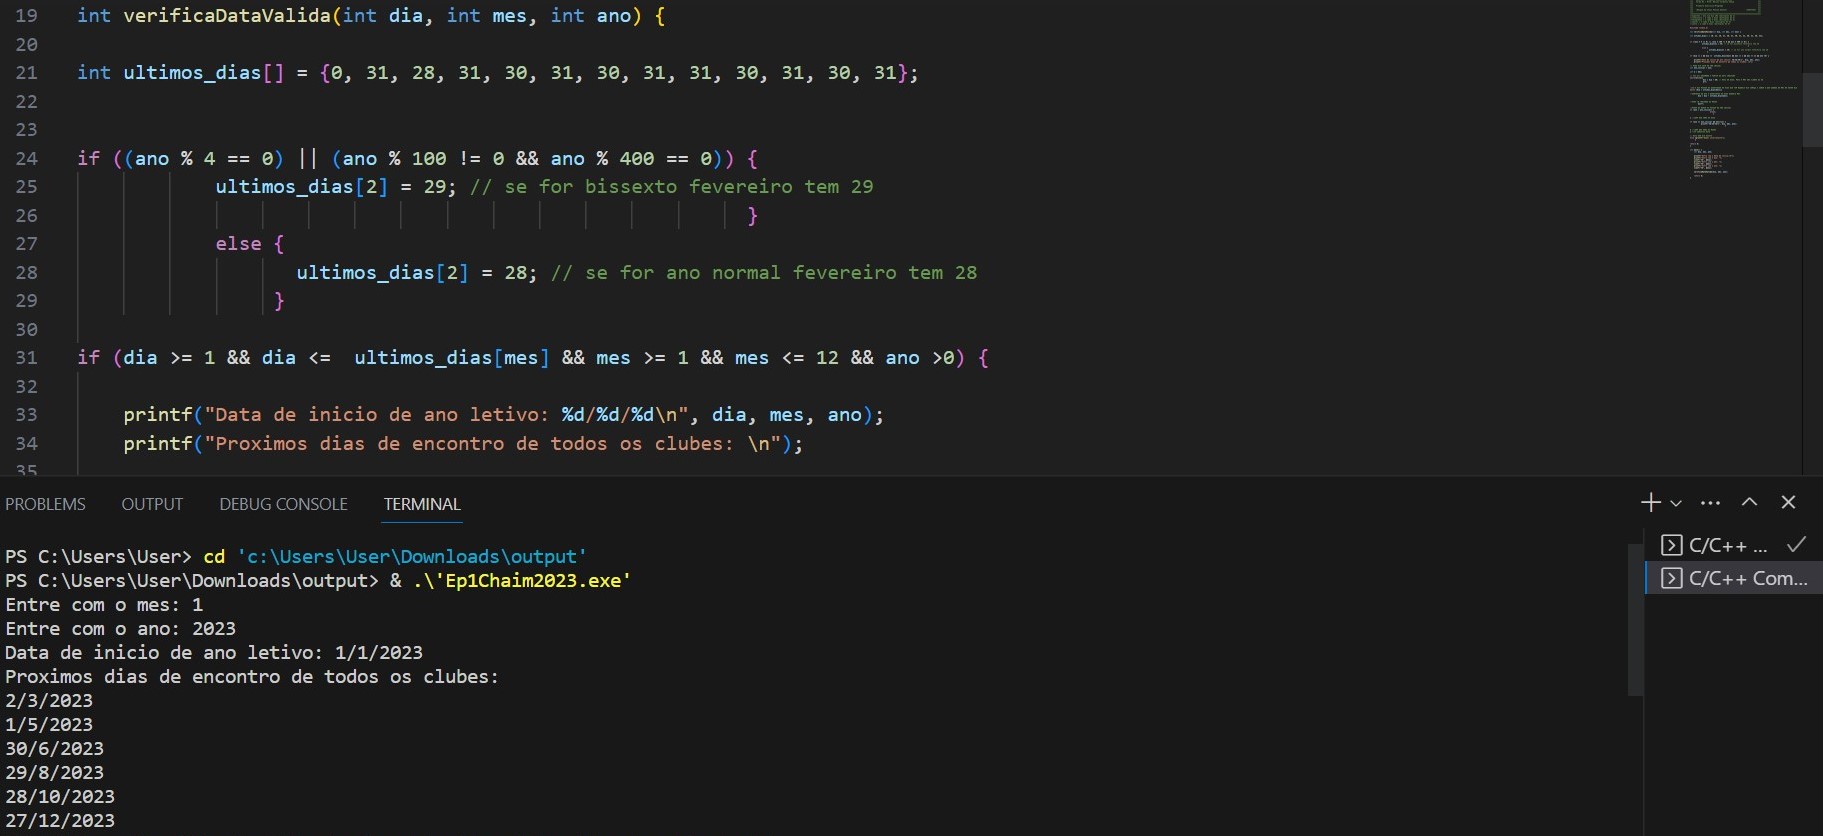 19 int verificaDataValida(int dia, int mes, int ano) {
20
21 int ultimos_dias[] = {0, 31, 28, 31, 30, 31, 30, 31, 31, 30, 31, 30, 31};
22
23
24 if ((ano % 4 == 0) || (ano % 100 != 0 && ano % 400 == 0)) {
25 ultimos_dias[2] = 29; // se for bissexto fevereiro tem 29
26 }
27 else {
28 ultimos_dias[2] = 28; // se for ano normal fevereiro tem 28
29 }
30
31 if (dia >= 1 && dia <=  ultimos_dias[mes] && mes >= 1 && mes <= 12 && ano >0) {
32
33 printf("Data de inicio de ano letivo: %d/%d/%d\n", dia, mes, ano);
34 printf("Proximos dias de encontro de todos os clubes: \n");
35
PROBLEMS OUTPUT DEBUG CONSOLE TERMINAL
PS C:\Users\User> cd 'c:\Users\User\Downloads\output'
PS C:\Users\User\Downloads\output> & .\'Ep1Chaim2023.exe'
Entre com o mes: 1
Entre com o ano: 2023
Data de inicio de ano letivo: 1/1/2023
Proximos dias de encontro de todos os clubes:
2/3/2023
1/5/2023
30/6/2023
29/8/2023
28/10/2023
27/12/2023
C/C++ ...
C/C++ Com...